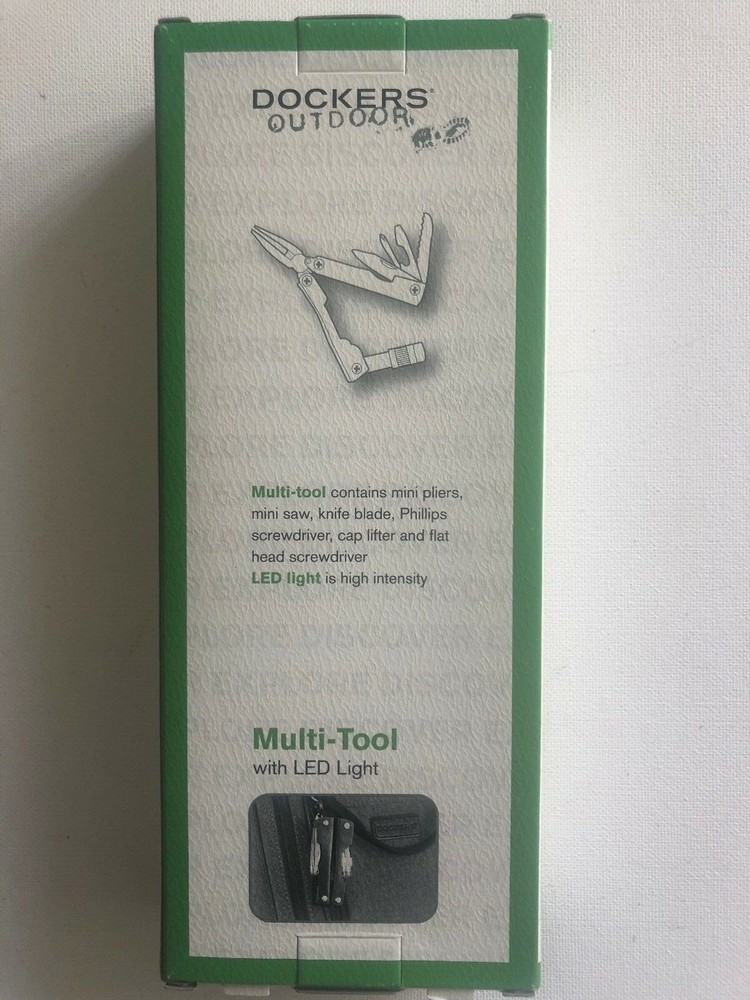 DOCKERS®
OUTDOOR
Multi-tool contains mini pliers,
mini saw, knife blade, Phillips
screwdriver, cap lifter and flat
head screwdriver
LED light is high intensity
Multi-Tool
with LED Light
DOCKERS